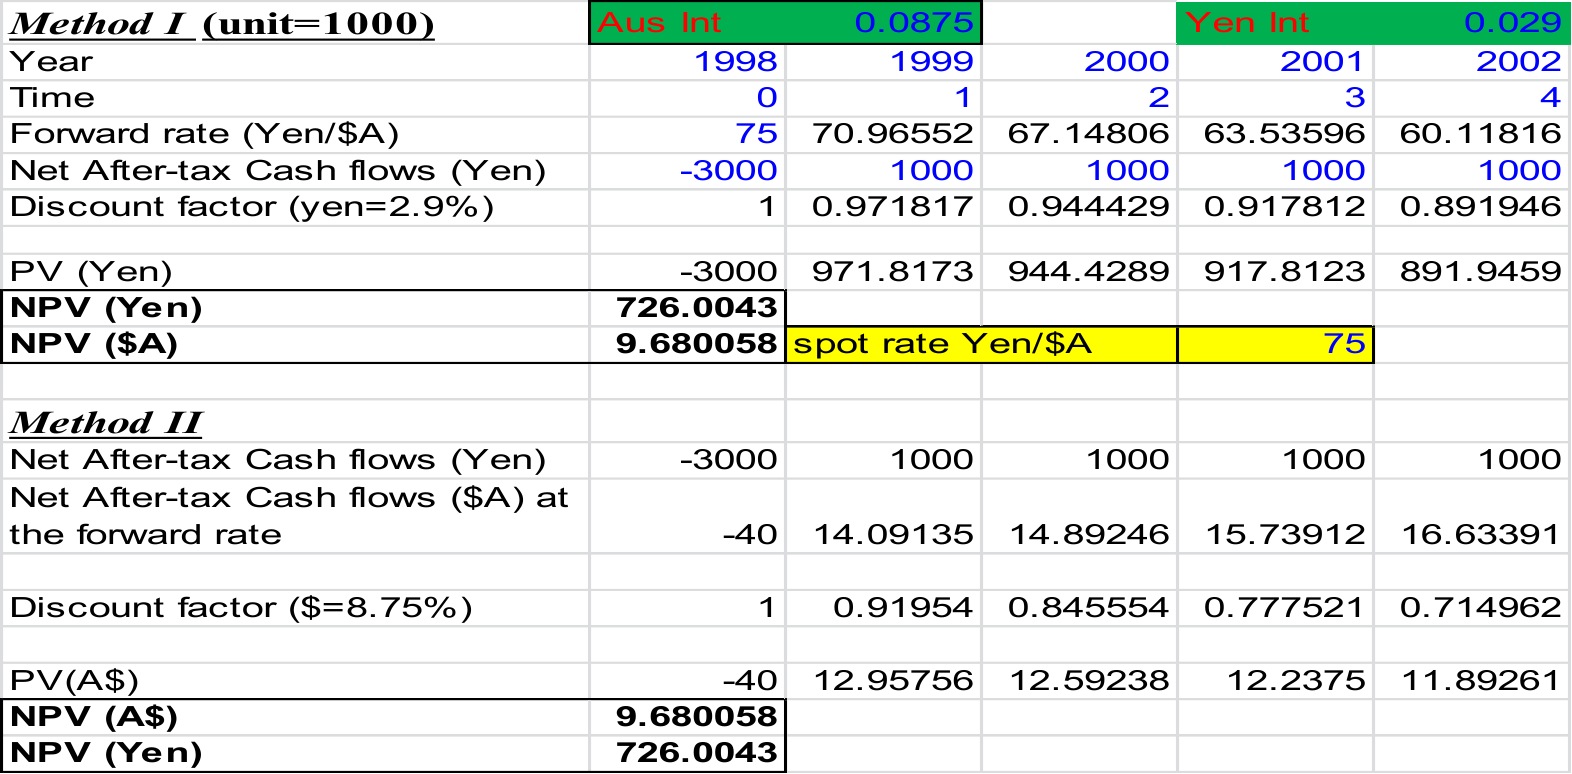 Method I (unit=1000) Aus Int 0.0875 Yen Int 0.029
Year 1998 1999 2000 2001 2002
Time 0 1 2 3 4
Forward rate (Yen/$A) 75 70.96552 67.14806 63.53596 60.11816
Net After-tax Cash flows (Yen) -3000 1000 1000 1000 1000
Discount factor (yen=2.9%) 1 0.971817 0.944429 0.917812 0.891946
PV (Yen) -3000 971.8173 944.4289 917.8123 891.9459
NPV (Yen) 726.0043
NPV ($A) 9.680058 spot rate Yen/$A 75
Method II
Net After-tax Cash flows (Yen) -3000 1000 1000 1000 1000
Net After-tax Cash flows ($A) at
the forward rate -40 14.09135 14.89246 15.73912 16.63391
Discount factor ($=8.75%) 1 0.91954 0.845554 0.777521 0.714962
PV(A$) -40 12.95756 12.59238 12.2375 11.89261
NPV (A$) 9.680058
NPV (Yen) 726.0043